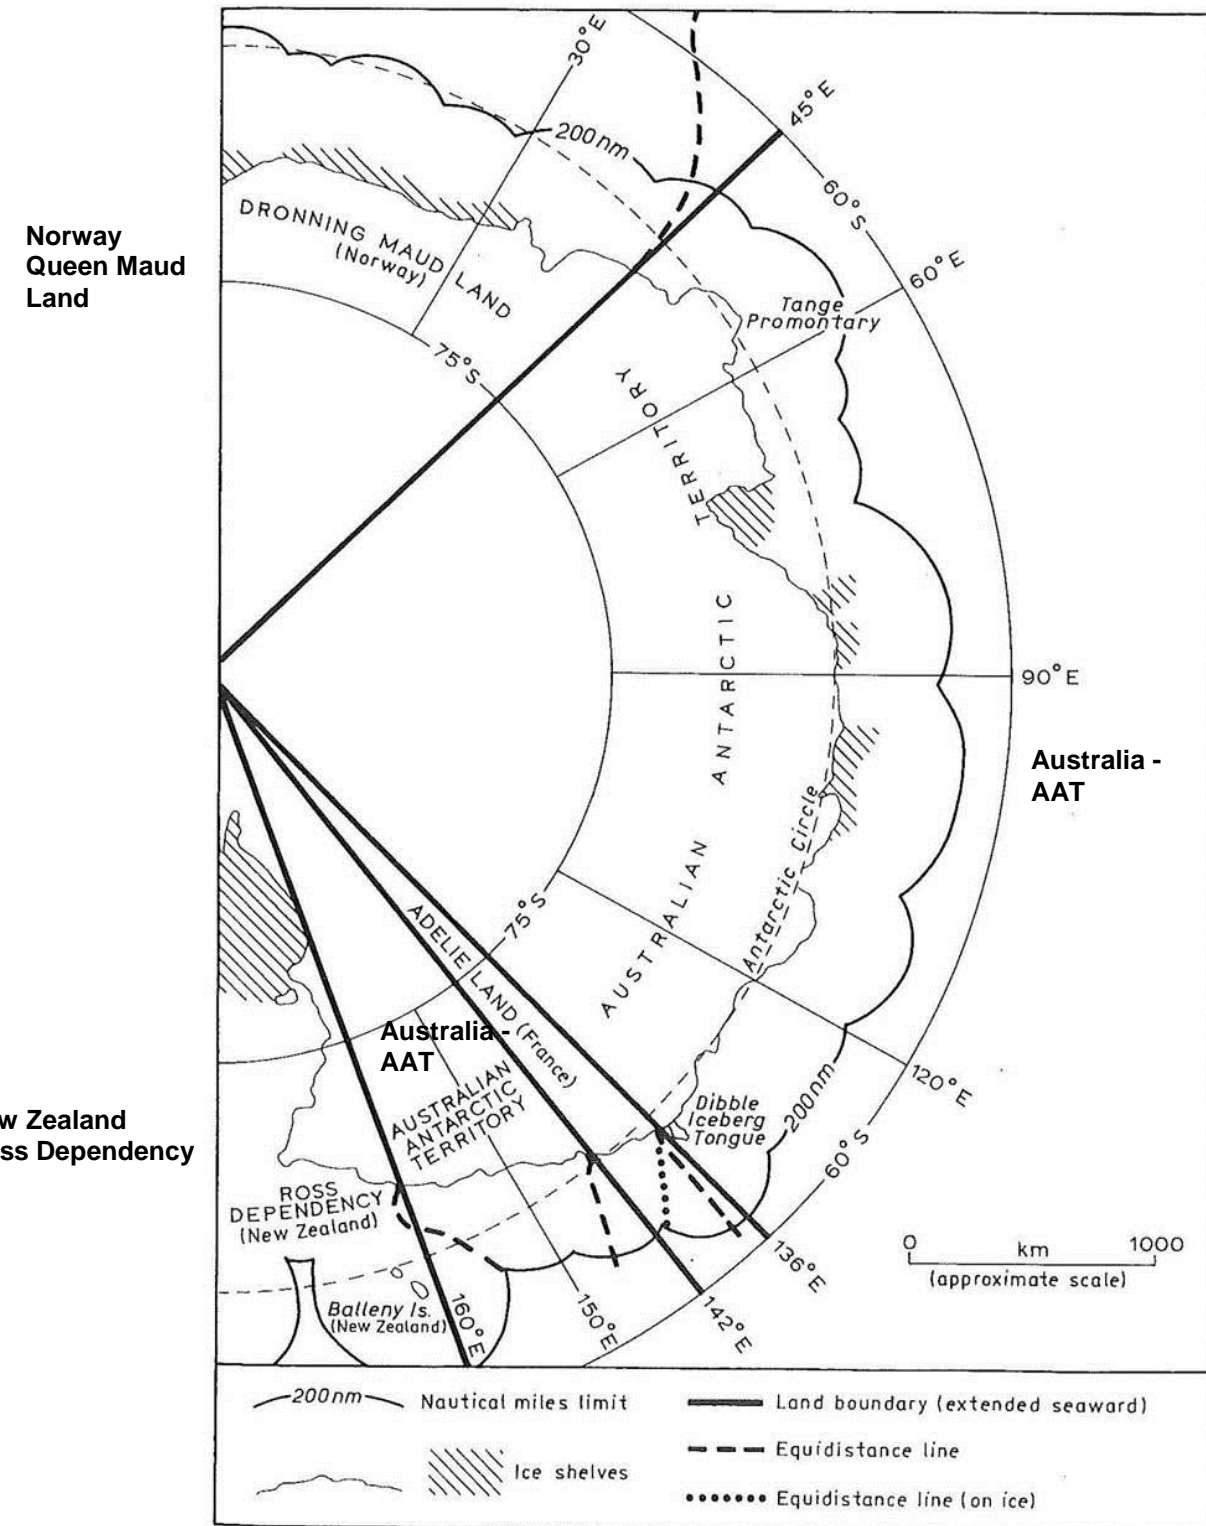 30°E
45°E
200nm
60°S
Norway
Queen Maud
Land
DRONNING MAUD LAND
(Norway)
60°E
Tange
Promontary
75°S
TERRITORY
ANTARCTIC
90°E
Australia -
AAT
Antarctic Circle
AUSTRALIAN
75°S
ADELIE LAND (France)
Australia -
AAT
120°E
200nm
Dibble
Iceberg
Tongue
AUSTRALIAN
ANTARCTIC
TERRITORY
w Zealand
ss Dependency
60°S
ROSS
DEPENDENCY
(New Zealand)
0 km 1000
(approximate scale)
136°E
Balleny Is.
(New Zealand)
160°E
150°E
142°E
200nm Nautical miles limit
Land boundary (extended seaward)
Equidistance line
Ice shelves
Equidistance line (on ice)